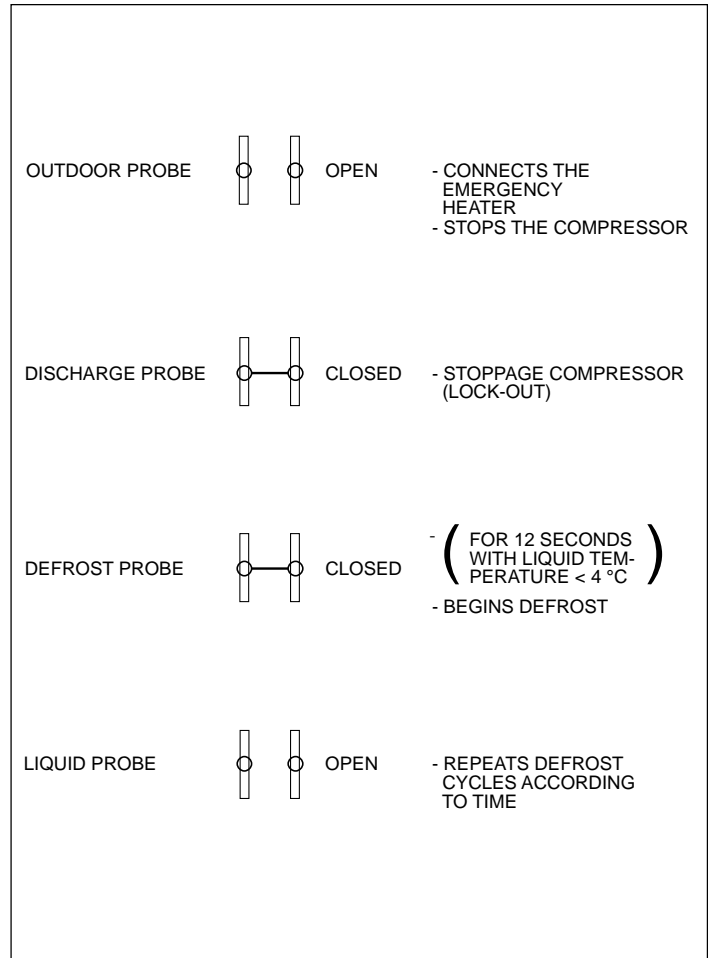 OUTDOOR PROBE OPEN - CONNECTS THE
EMERGENCY
HEATER
- STOPS THE COMPRESSOR
DISCHARGE PROBE CLOSED - STOPPAGE COMPRESSOR
(LOCK-OUT)
DEFROST PROBE CLOSED - ( FOR 12 SECONDS
WITH LIQUID TEM-
PERATURE < 4 °C )
- BEGINS DEFROST
LIQUID PROBE OPEN - REPEATS DEFROST
CYCLES ACCORDING
TO TIME